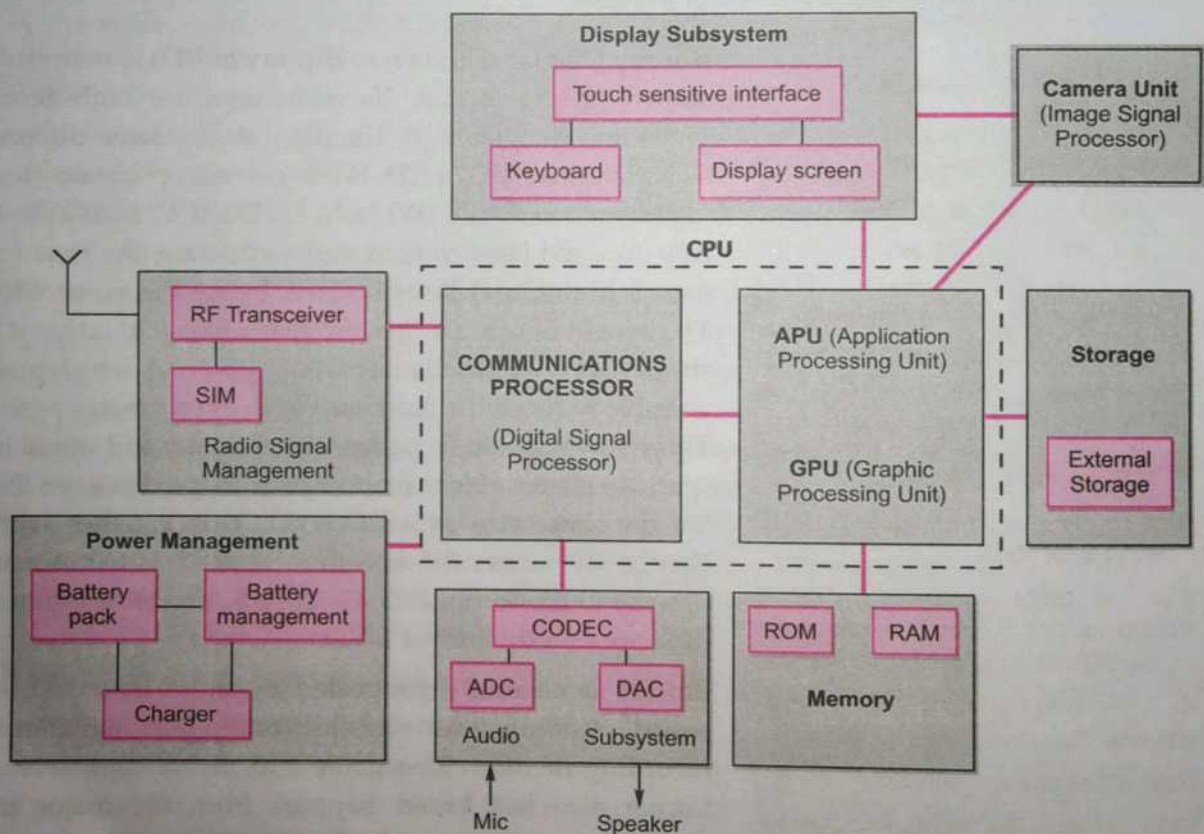 Display Subsystem
Touch sensitive interface
Keyboard
Display screen
Camera Unit
(Image Signal
Processor)
CPU
RF Transceiver
SIM
Radio Signal
Management
COMMUNICATIONS
PROCESSOR
(Digital Signal
Processor)
APU (Application
Processing Unit)
GPU (Graphic
Processing Unit)
Storage
External
Storage
Power Management
Battery
pack
Battery
management
Charger
CODEC
ADC
DAC
Audio
Subsystem
Mic
Speaker
ROM
RAM
Memory